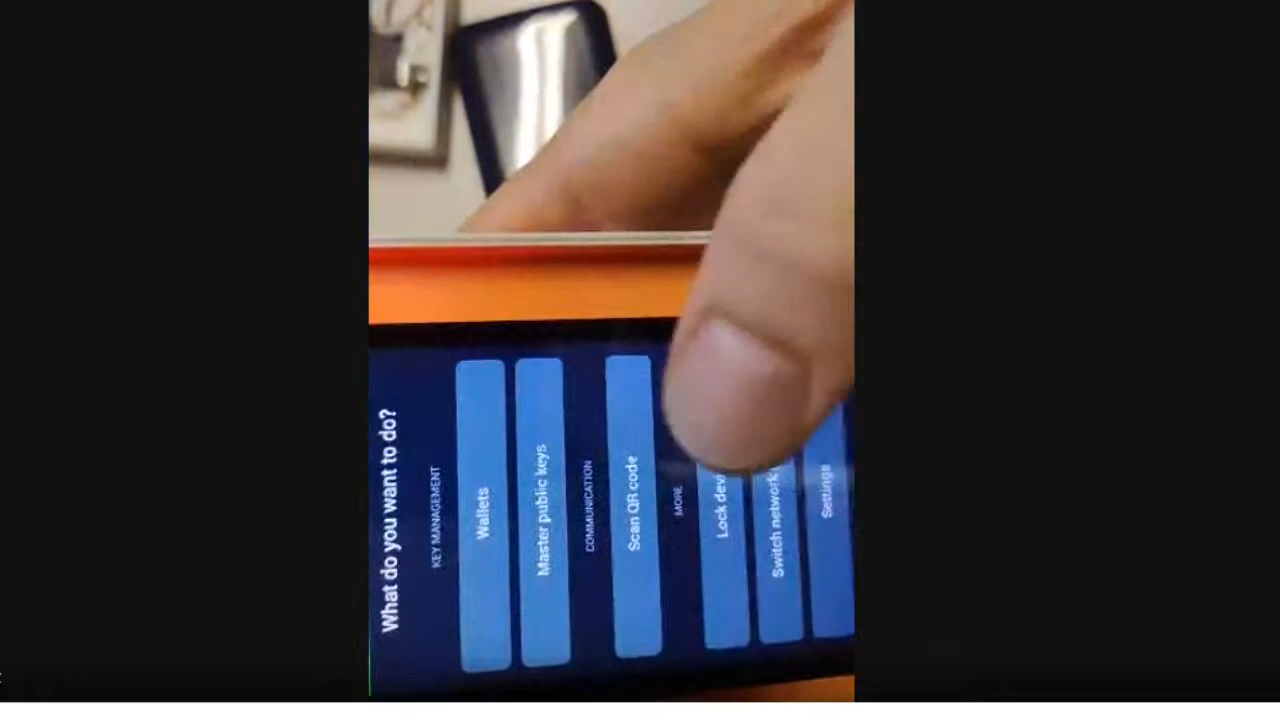 What do you want to do?
KEY MANAGEMENT
Wallets
Master public keys
COMMUNICATION
Scan QR code
MORE
Lock
Switch network
Settings